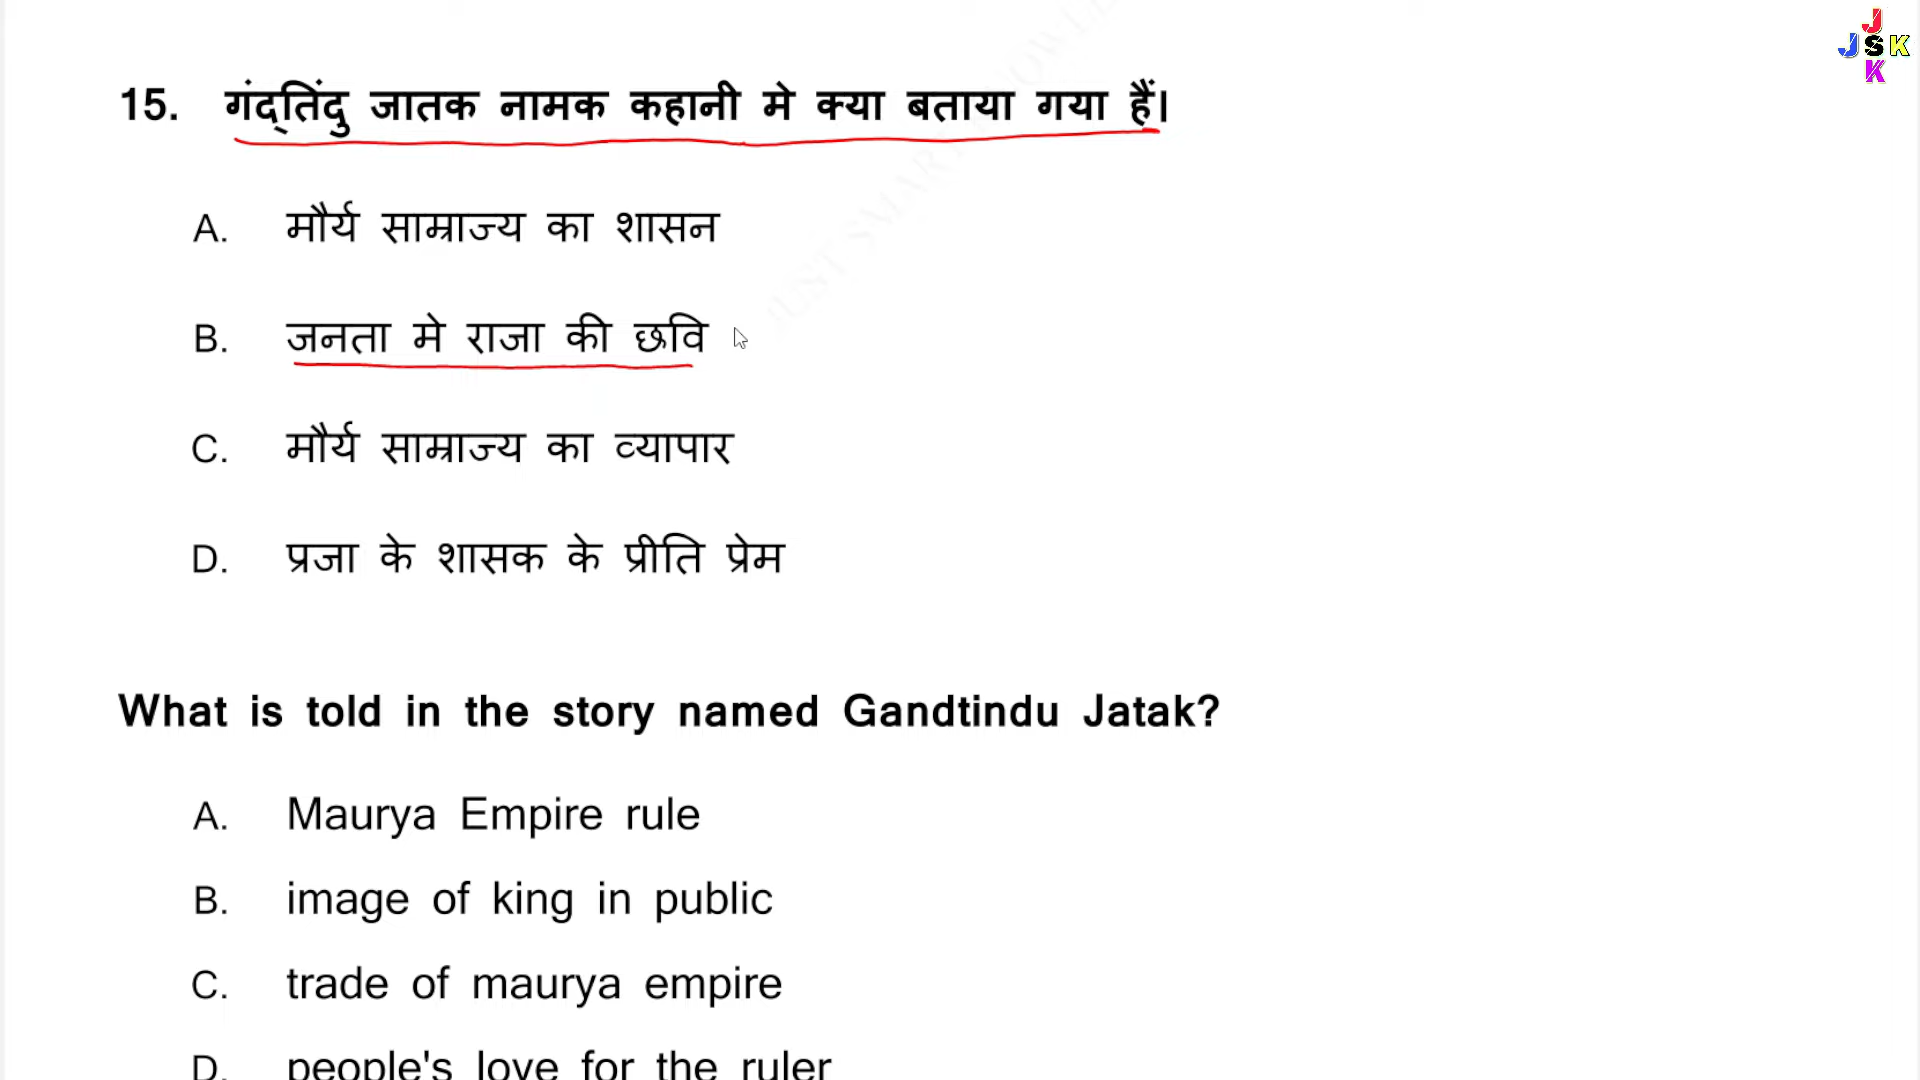 J
JSK
K
15. गंद्तिंदु जातक नामक कहानी मे क्या बताया गया हैं।
A. मौर्य साम्राज्य का शासन
B. जनता मे राजा की छवि
C. मौर्य साम्राज्य का व्यापार
D. प्रजा के शासक के प्रीति प्रेम
What is told in the story named Gandtindu Jatak?
A. Maurya Empire rule
B. image of king in public
C. trade of maurya empire
D. people's love for the ruler